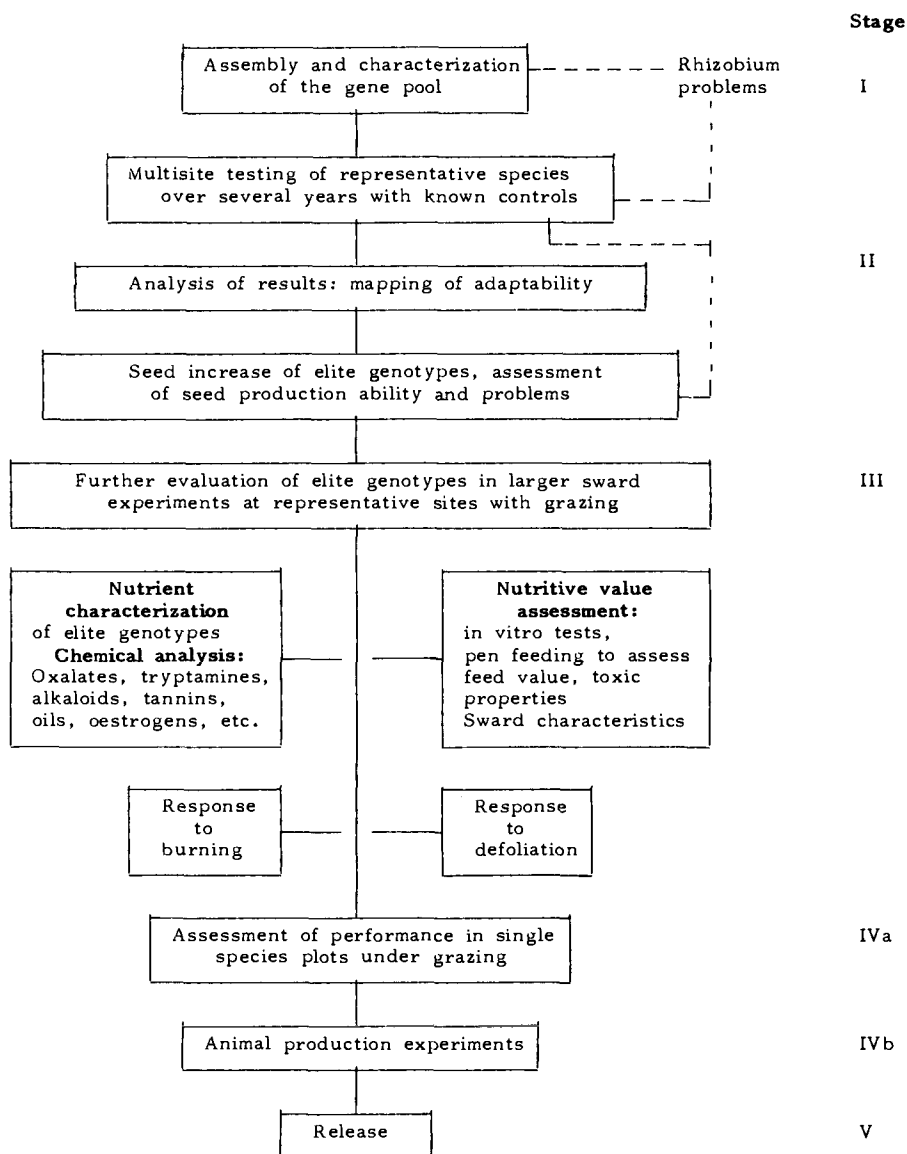 Stage
Assembly and characterization
of the gene pool
Rhizobium
problems
I
Multisite testing of representative species
over several years with known controls
II
Analysis of results: mapping of adaptability
Seed increase of elite genotypes, assessment
of seed production ability and problems
Further evaluation of elite genotypes in larger sward
experiments at representative sites with grazing
III
Nutrient
characterization
of elite genotypes
Chemical analysis:
Oxalates, tryptamines,
alkaloids, tannins,
oils, oestrogens, etc.
Nutritive value
assessment:
in vitro tests,
pen feeding to assess
feed value, toxic
properties
Sward characteristics
Response
to
burning
Response
to
defoliation
Assessment of performance in single
species plots under grazing
IVa
Animal production experiments
IVb
Release
V